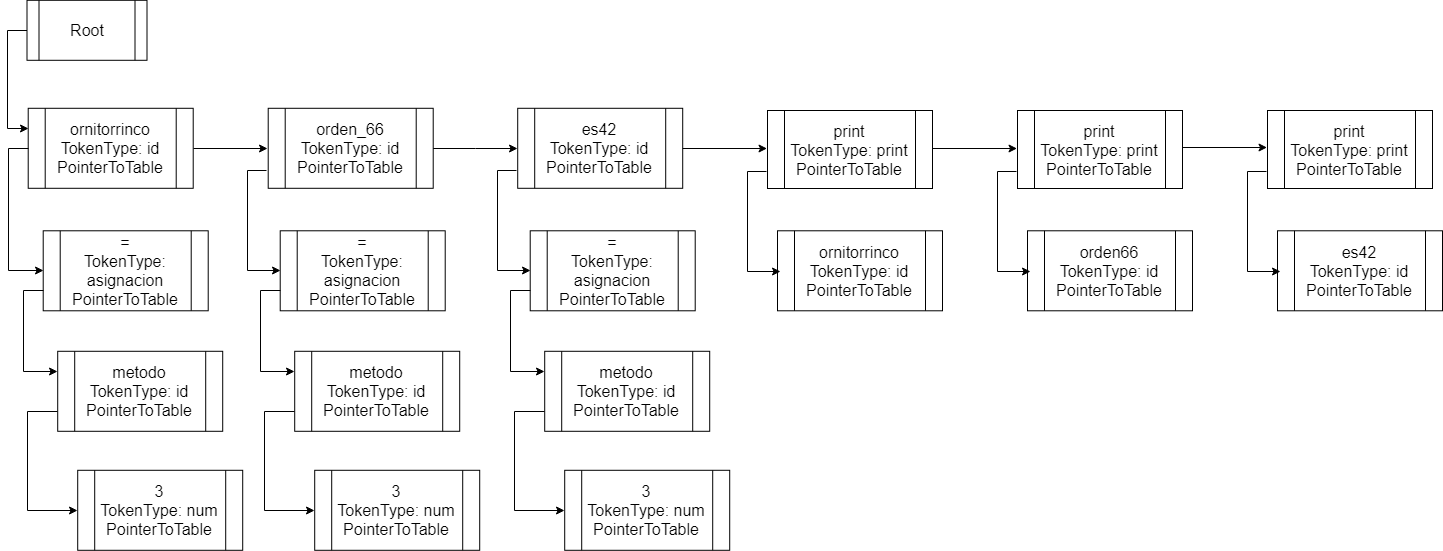 Root
ornitorrinco
TokenType: id
PointerToTable
orden_66
TokenType: id
PointerToTable
es42
TokenType: id
PointerToTable
print
TokenType: print
PointerToTable
print
TokenType: print
PointerToTable
print
TokenType: print
PointerToTable
=
TokenType:
asignacion
PointerToTable
=
TokenType:
asignacion
PointerToTable
=
TokenType:
asignacion
PointerToTable
ornitorrinco
TokenType: id
PointerToTable
orden66
TokenType: id
PointerToTable
es42
TokenType: id
PointerToTable
metodo
TokenType: id
PointerToTable
metodo
TokenType: id
PointerToTable
metodo
TokenType: id
PointerToTable
3
TokenType: num
PointerToTable
3
TokenType: num
PointerToTable
3
TokenType: num
PointerToTable